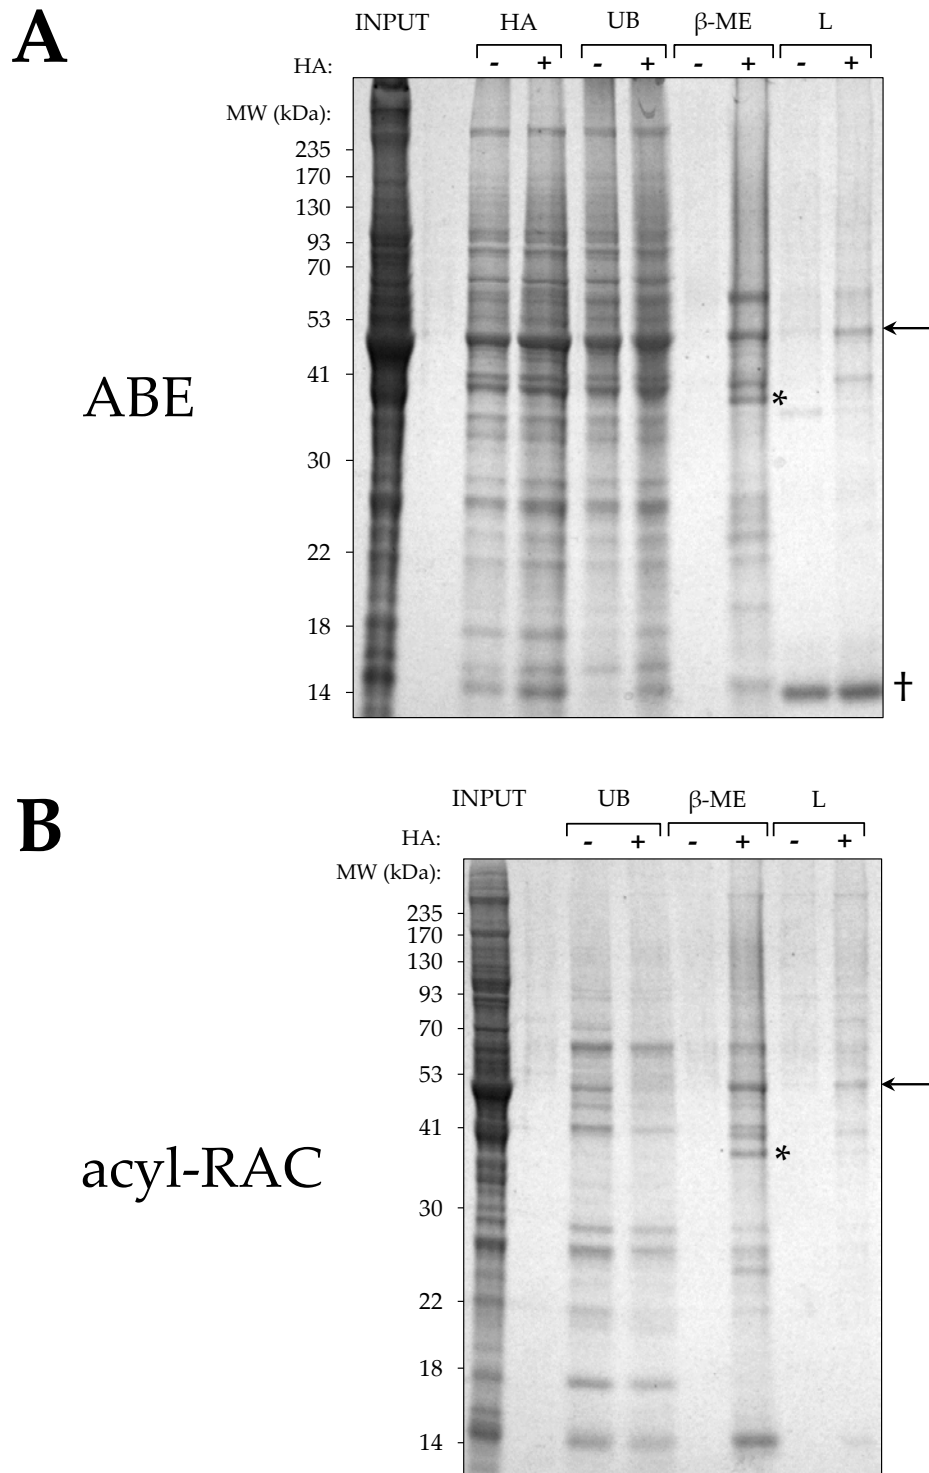 A
INPUT HA UB β-ME L
HA: - + - + - + - +
MW (kDa):
235
170
130
93
70
53
41
*
30
22
18
14
†
ABE
B
INPUT UB β-ME L
HA: - + - + - +
MW (kDa):
235
170
130
93
70
53
41
*
30
22
18
14
acyl-RAC